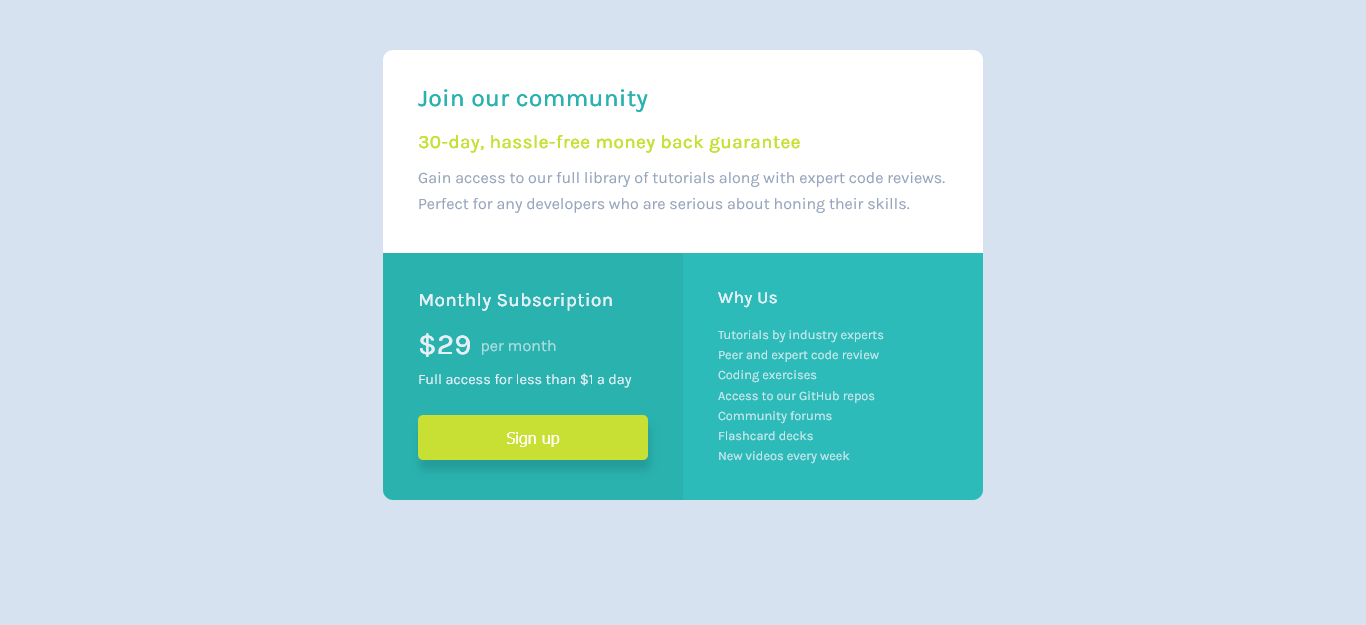 Join our community
30-day, hassle-free money back guarantee
Gain access to our full library of tutorials along with expert code reviews.
Perfect for any developers who are serious about honing their skills.
Monthly Subscription
$29 per month
Full access for less than $1 a day
Sign up
Why Us
Tutorials by industry experts
Peer and expert code review
Coding exercises
Access to our GitHub repos
Community forums
Flashcard decks
New videos every week